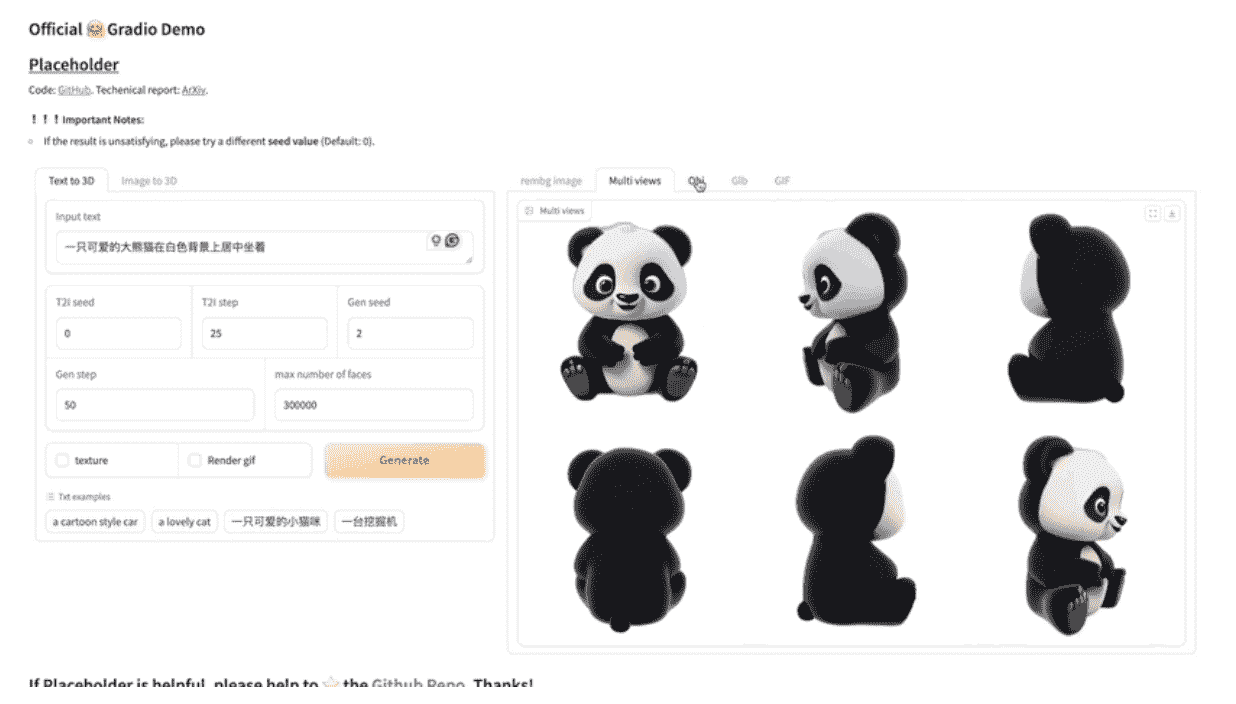 Official 🤗 Gradio Demo
Placeholder
Code: GitHub. Techenical report: ArXiv.
❗❗❗Important Notes:
If the result is unsatisfying, please try a different seed value (Default: 0).
Text to 3D
Image to 3D
Input text
一只可爱的大熊猫在白色背景上居中坐着
T2I seed
T2I step
Gen seed
0
25
2
Gen step
max number of faces
50
300000
texture
Render gif
Generate
Txt examples
a cartoon style car
a lovely cat
一只可爱的小猫咪
一台挖掘机
rembg image
Multi views
Obj
Glb
GIF
Multi views
If Placeholder is helpful, please help to ⭐ the Github Repo. Thanks!